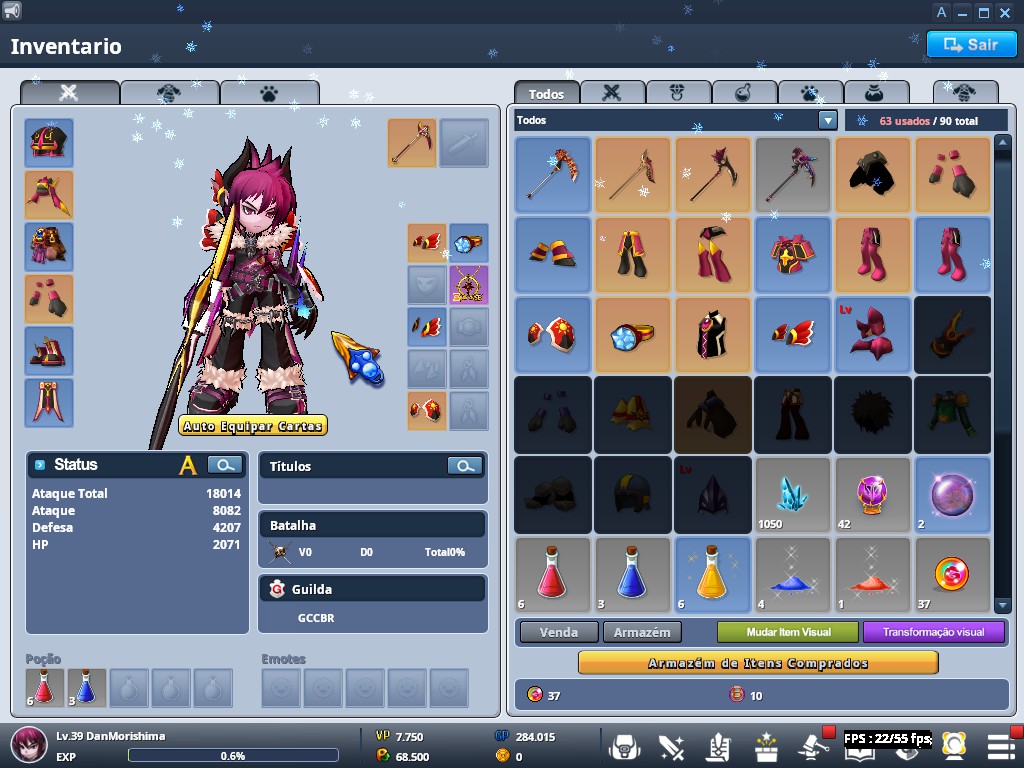 A
Inventario
Sair
Todos
Todos
63 usados / 90 total
Lv
Lv
1050
42
2
6
3
6
4
1
37
Auto Equipar Cartas
Status
A
Ataque Total 18014
Ataque 8082
Defesa 4207
HP 2071
Títulos
Batalha
V0 D0 Total0%
Guilda
GCCBR
Poção
6
3
Emotes
Venda
Armazém
Mudar Item Visual
Transformação visual
Armazém de Itens Comprados
37
10
Lv.39 DanMorishima
EXP 0.6%
VP 7.750
68.500
GP 284.015
0
FPS : 22/55 fps